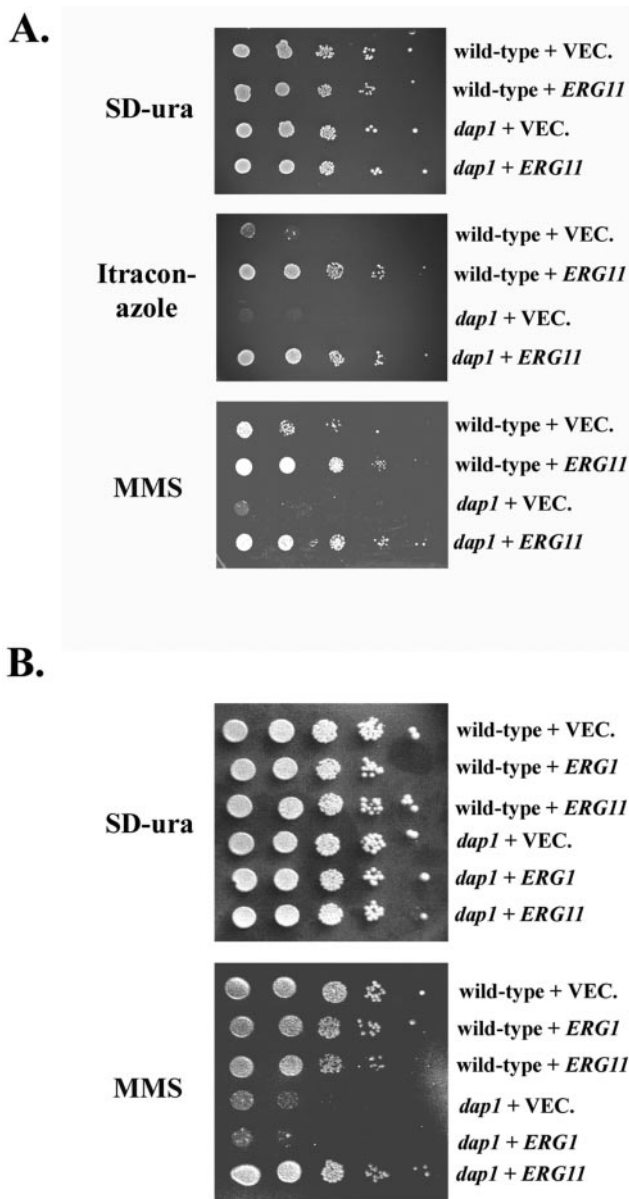 A.
SD-ura
wild-type + VEC.
wild-type + ERG11
dap1 + VEC.
dap1 + ERG11
Itracon-
azole
wild-type + VEC.
wild-type + ERG11
dap1 + VEC.
dap1 + ERG11
MMS
wild-type + VEC.
wild-type + ERG11
dap1 + VEC.
dap1 + ERG11
B.
SD-ura
wild-type + VEC.
wild-type + ERG1
wild-type + ERG11
dap1 + VEC.
dap1 + ERG1
dap1 + ERG11
MMS
wild-type + VEC.
wild-type + ERG1
wild-type + ERG11
dap1 + VEC.
dap1 + ERG1
dap1 + ERG11